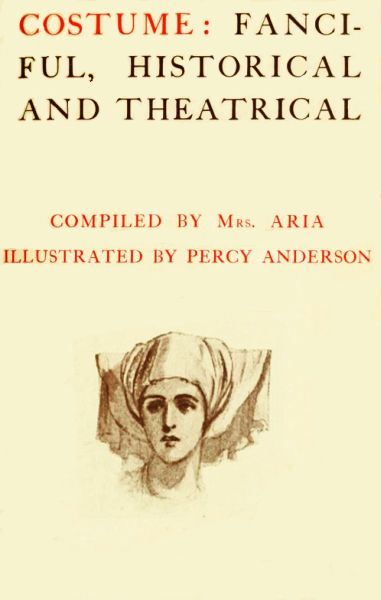 COSTUME: FANCI-
FUL, HISTORICAL
AND THEATRICAL
COMPILED BY MRS. ARIA
ILLUSTRATED BY PERCY ANDERSON